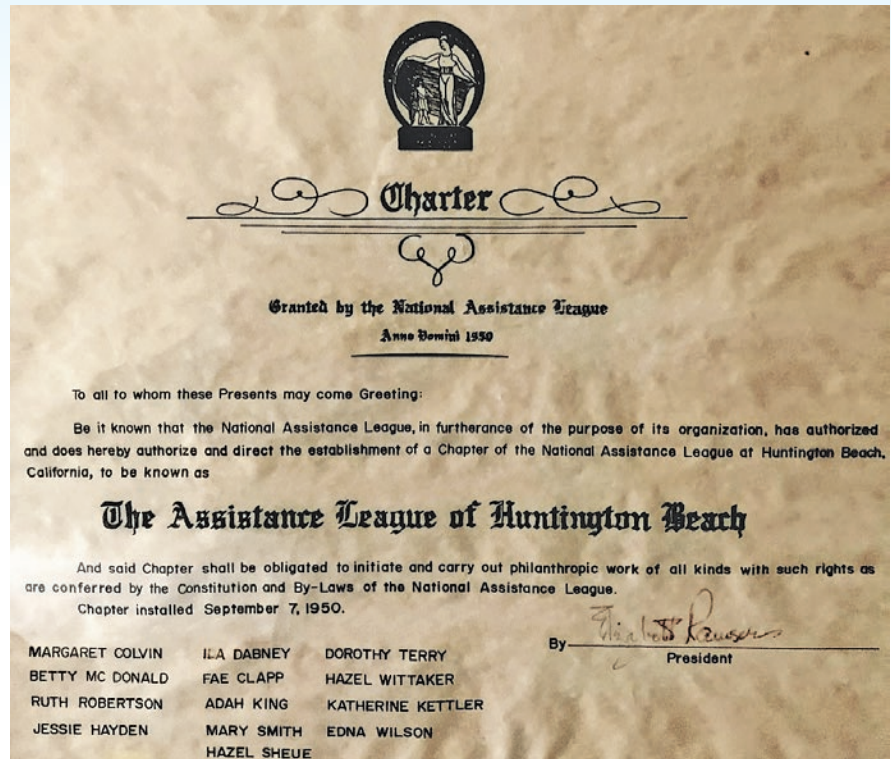 Charter
Granted by the National Assistance League
Anno Domini 1950
To all to whom these Presents may come Greeting:
Be it known that the National Assistance League, in furtherance of the purpose of its organization, has authorized
and does hereby authorize and direct the establishment of a Chapter of the National Assistance League at Huntington Beach,
California, to be known as
The Assistance League of Huntington Beach
And said Chapter shall be obligated to initiate and carry out philanthropic work of all kinds with such rights as
are conferred by the Constitution and By-Laws of the National Assistance League.
Chapter installed September 7, 1950.
By Elizabeth
President
MARGARET COLVIN ILA DABNEY DOROTHY TERRY
BETTY MC DONALD FAE CLAPP HAZEL WITTAKER
RUTH ROBERTSON ADAH KING KATHERINE KETTLER
JESSIE HAYDEN MARY SMITH EDNA WILSON
HAZEL SHEUE